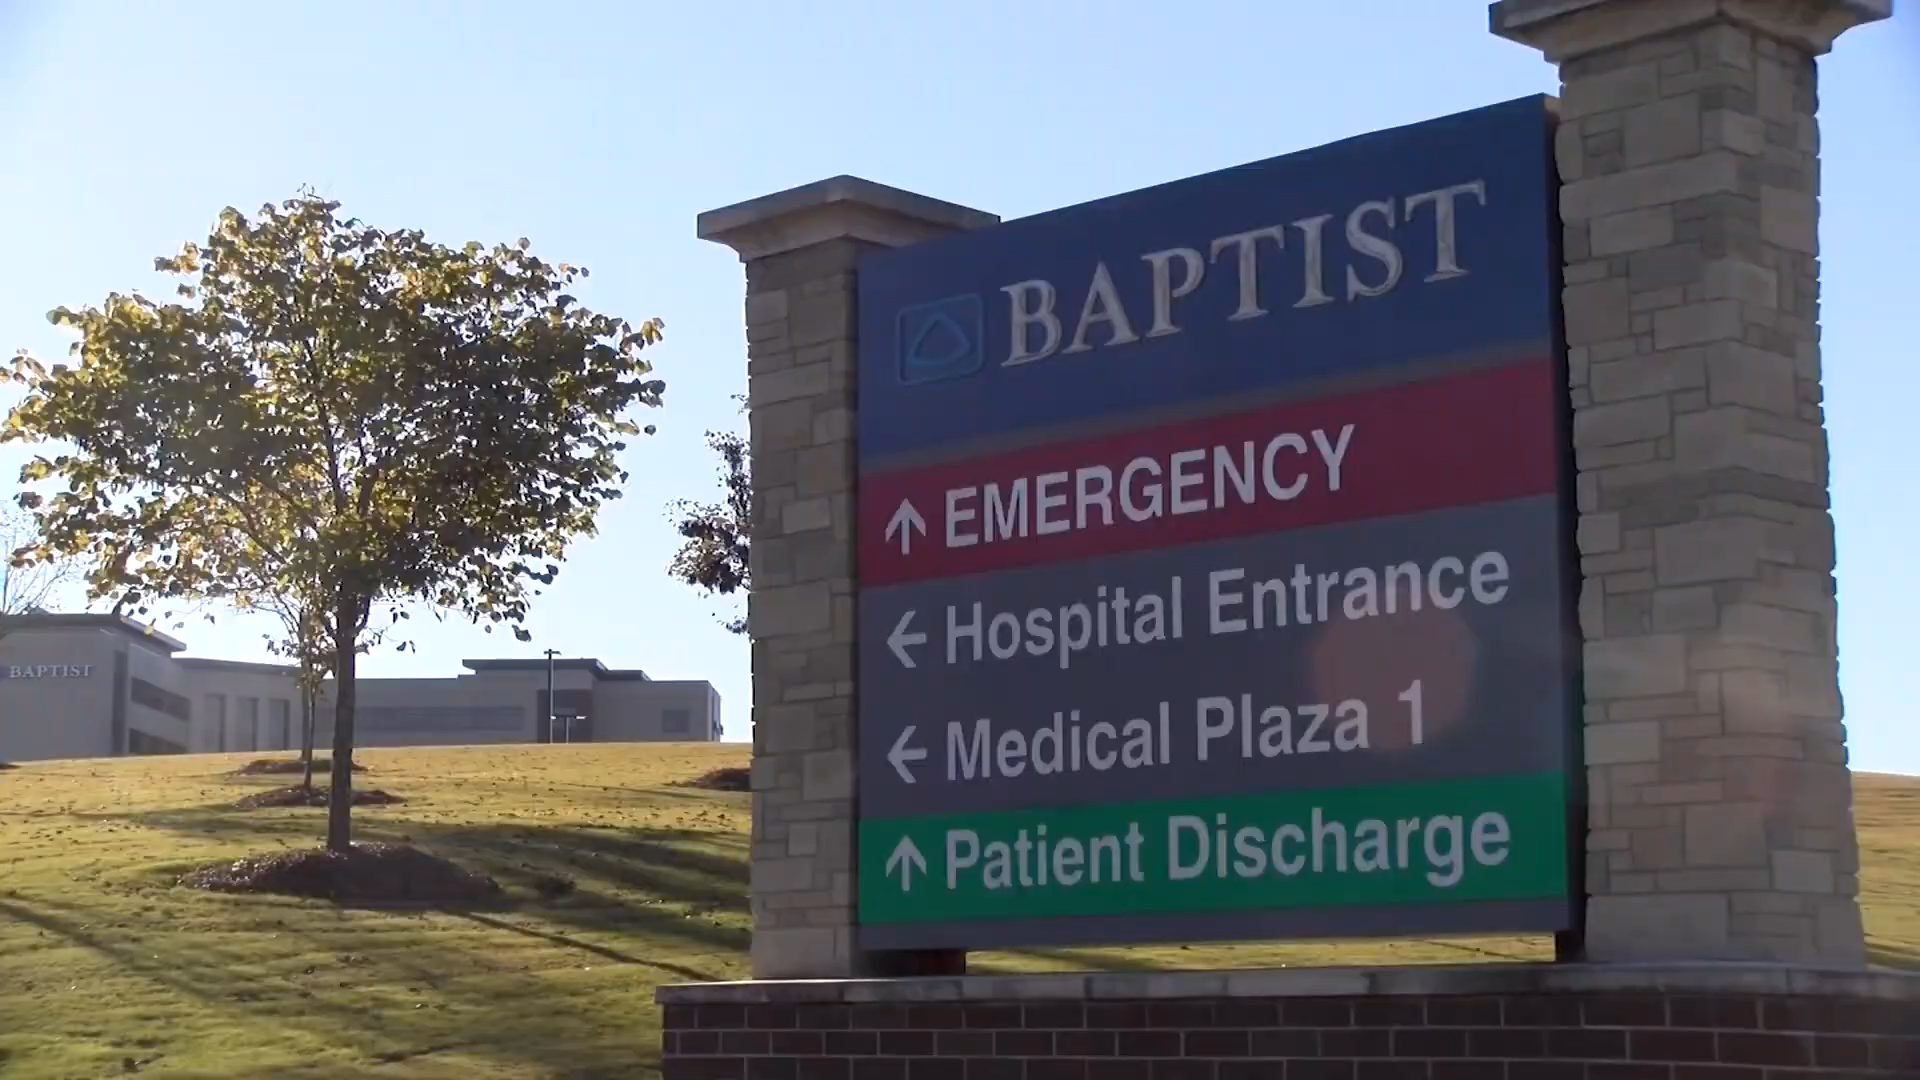 BAPTIST
↑ EMERGENCY
← Hospital Entrance
← Medical Plaza 1
↑ Patient Discharge
BAPTIST